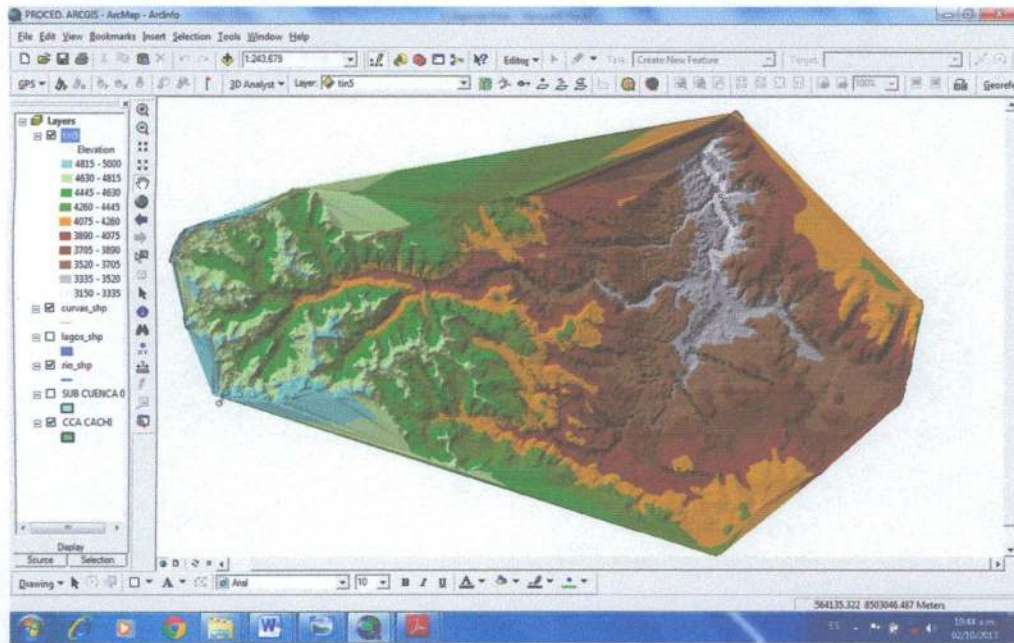 PROCED. ARCGIS - ArcMap - ArcInfo
File Edit View Bookmarks Insert Selection Tools Window Help
1:243,679
Editor
Task:
Create New Feature
Target:
GPS
3D Analyst
Layer:
tin5
100%
Georefe
Layers
tin5
Elevation
4815 - 5000
4630 - 4815
4445 - 4630
4260 - 4445
4075 - 4260
3890 - 4075
3705 - 3890
3520 - 3705
3335 - 3520
3150 - 3335
curvas_shp
lagos_shp
rio_shp
SUB CUENCA 0
CCA CACHI
Display
Source
Selection
Drawing
A
Arial
10
B I U A
564135.322 8503046.487 Meters
ES
10:44 a.m.
02/10/2013